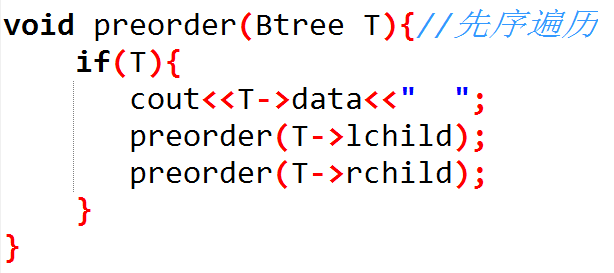 void preorder(Btree T){//先序遍历
    if(T){
        cout<<T->data<<"  ";
        preorder(T->lchild);
        preorder(T->rchild);
    }
}